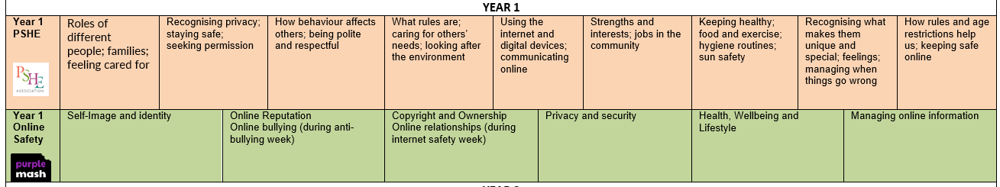 YEAR 1
Year 1
PSHE
PSHE
ASSOCIATION
Roles of
different
people; families;
feeling cared for
Recognising privacy;
staying safe;
seeking permission
How behaviour affects
others; being polite
and respectful
What rules are;
caring for others'
needs; looking after
the environment
Using the
internet and
digital devices;
communicating
online
Strengths and
interests; jobs in the
community
Keeping healthy;
food and exercise;
hygiene routines;
sun safety
Recognising what
makes them
unique and
special; feelings;
managing when
things go wrong
How rules and age
restrictions help
us; keeping safe
online
Year 1
Online
Safety
purple
mash
Self-Image and identity
Online Reputation
Online bullying (during anti-
bullying week)
Copyright and Ownership
Online relationships (during
internet safety week)
Privacy and security
Health, Wellbeing and
Lifestyle
Managing online information